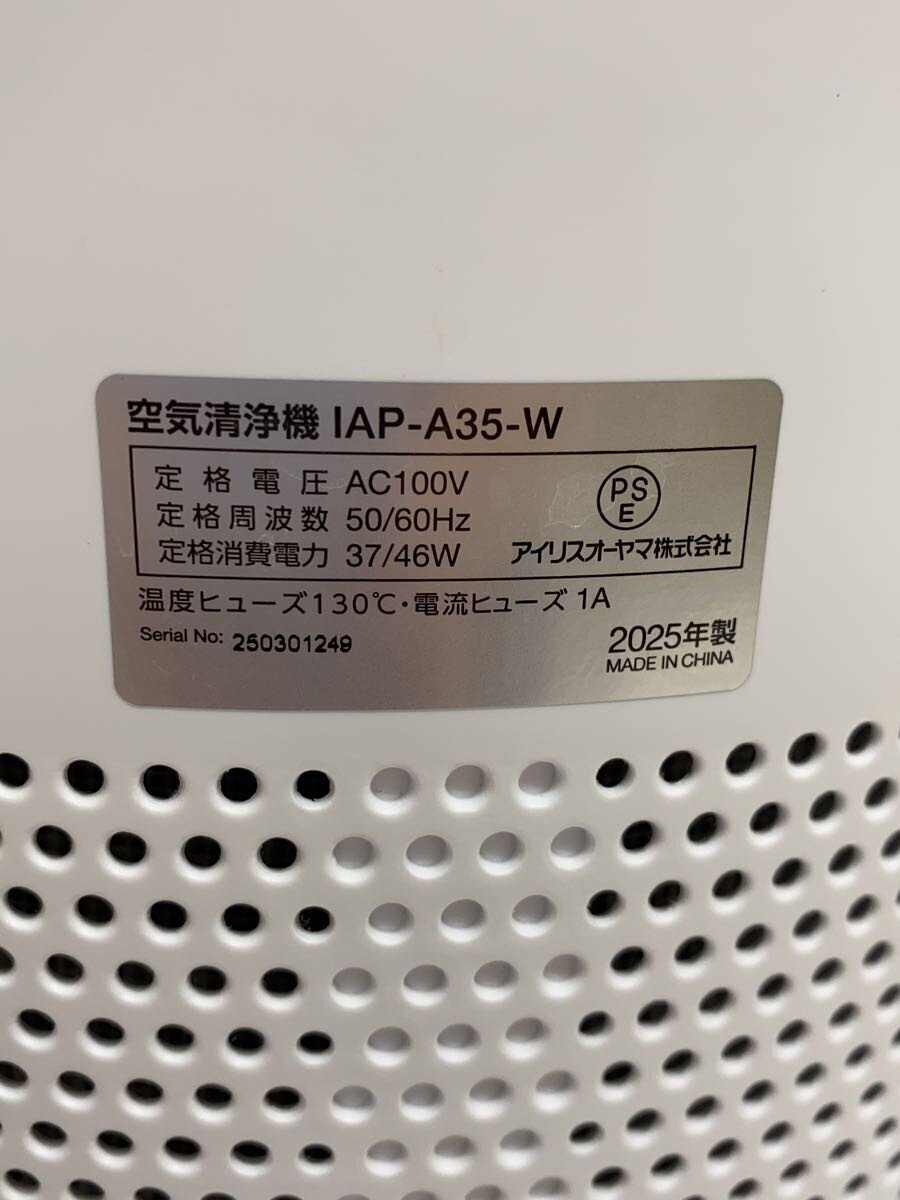 空気清浄機 IAP-A35-W
定格電圧 AC100V
定格周波数 50/60Hz
定格消費電力 37/46W
PS
E
アイリスオーヤマ株式会社
温度ヒューズ130℃・電流ヒューズ 1A
Serial No: 250301249
2025年製
MADE IN CHINA